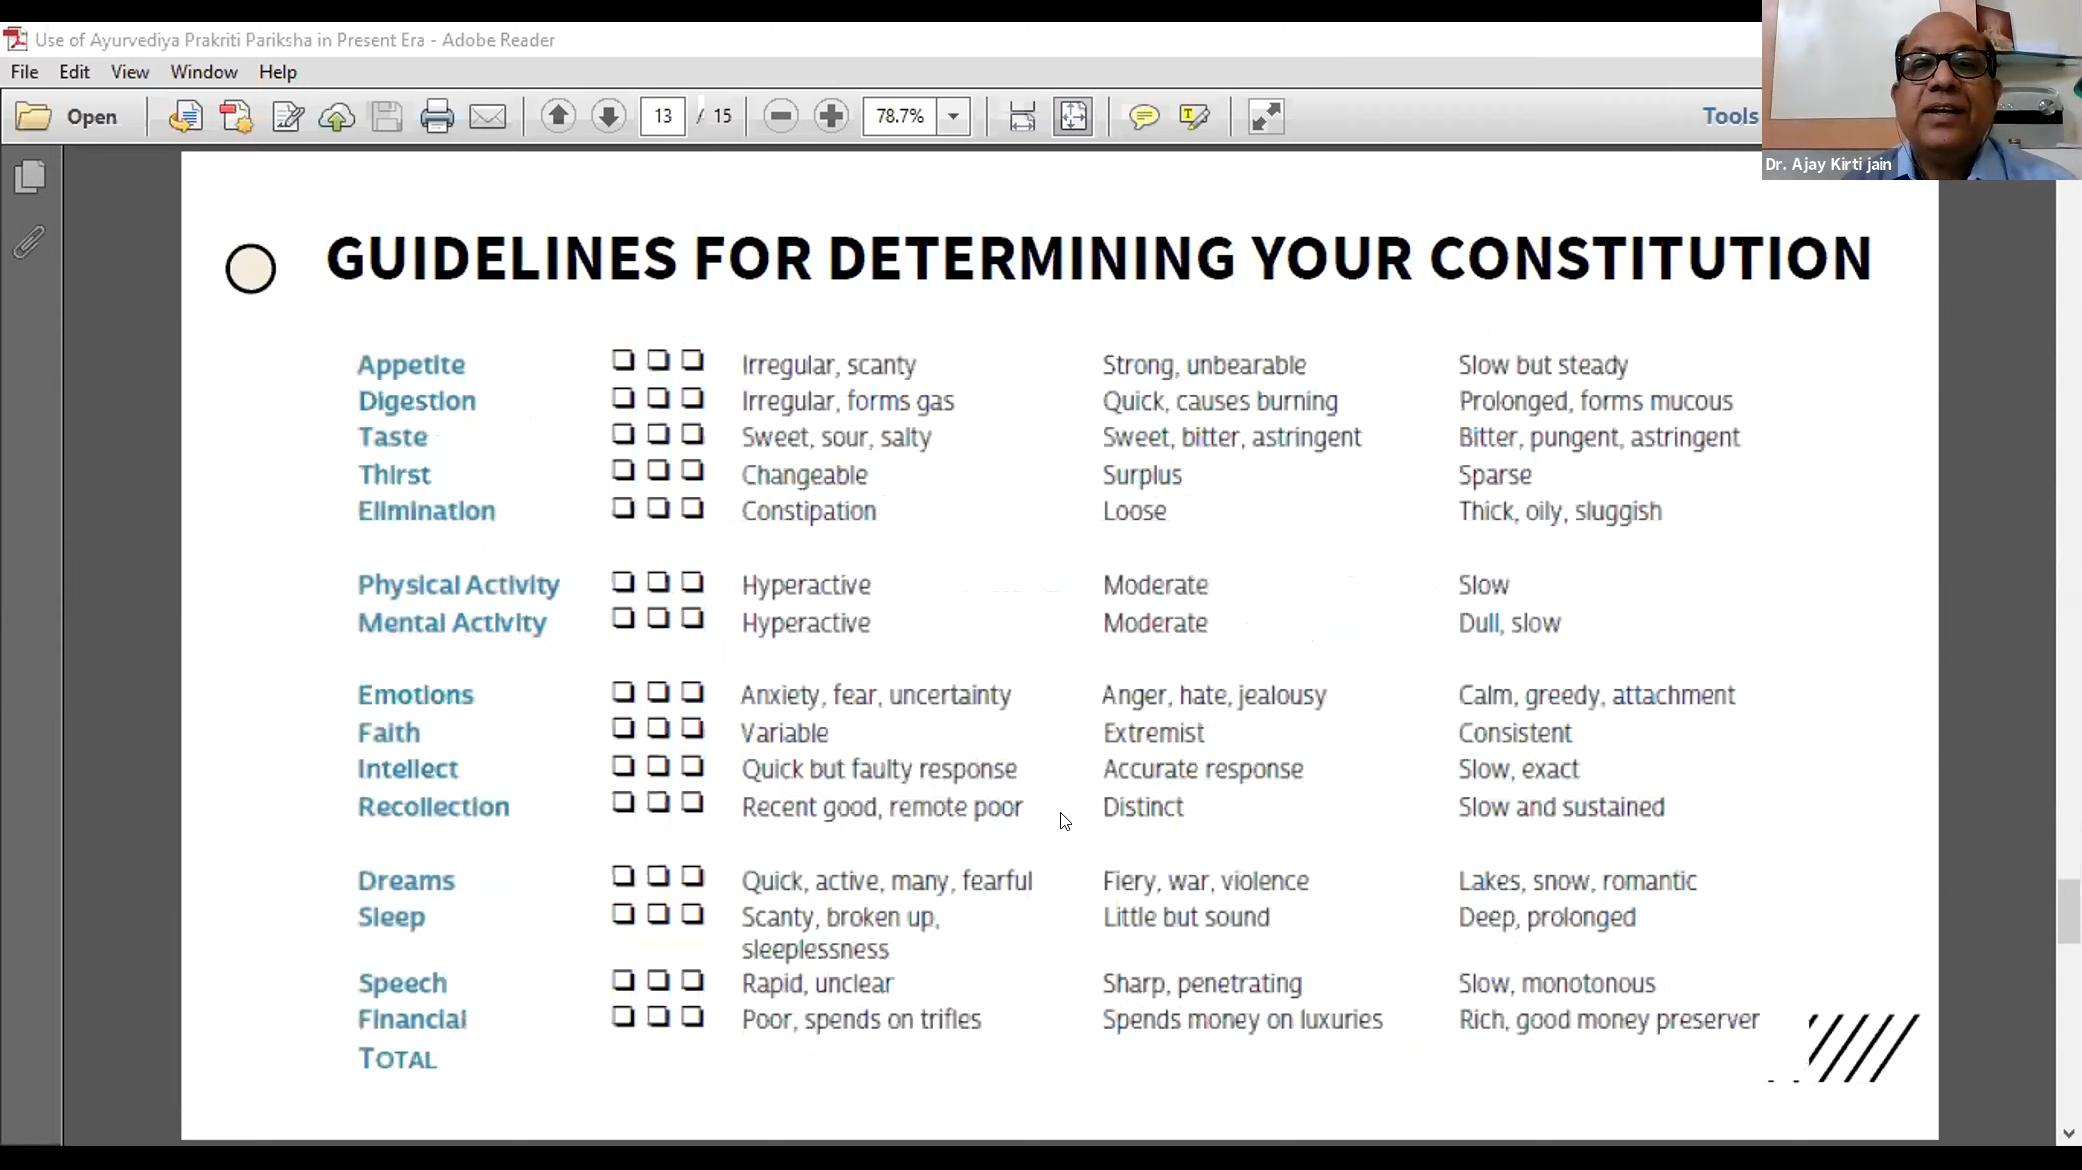 Use of Ayurvediya Prakriti Pariksha in Present Era - Adobe Reader
File Edit View Window Help
Open 13 / 15 78.7% Tools
Dr. Ajay Kirti jain
GUIDELINES FOR DETERMINING YOUR CONSTITUTION
Appetite Irregular, scanty Strong, unbearable Slow but steady
Digestion Irregular, forms gas Quick, causes burning Prolonged, forms mucous
Taste Sweet, sour, salty Sweet, bitter, astringent Bitter, pungent, astringent
Thirst Changeable Surplus Sparse
Elimination Constipation Loose Thick, oily, sluggish
Physical Activity Hyperactive Moderate Slow
Mental Activity Hyperactive Moderate Dull, slow
Emotions Anxiety, fear, uncertainty Anger, hate, jealousy Calm, greedy, attachment
Faith Variable Extremist Consistent
Intellect Quick but faulty response Accurate response Slow, exact
Recollection Recent good, remote poor Distinct Slow and sustained
Dreams Quick, active, many, fearful Fiery, war, violence Lakes, snow, romantic
Sleep Scanty, broken up, Little but sound Deep, prolonged
sleeplessness
Speech Rapid, unclear Sharp, penetrating Slow, monotonous
Financial Poor, spends on trifles Spends money on luxuries Rich, good money preserver
TOTAL